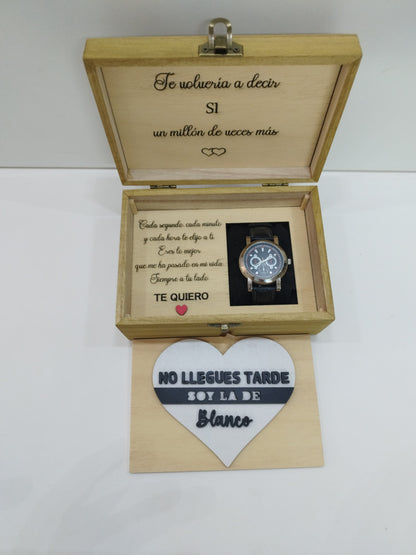 Te volvería a decir
SI
un millón de veces más
Cada segundo, cada minuto
y cada hora te elijo a ti
Eres lo mejor
que me ha pasado en mi vida
Siempre a tu lado
TE QUIERO
NO LLEGUES TARDE
SOY LA DE
Blanco